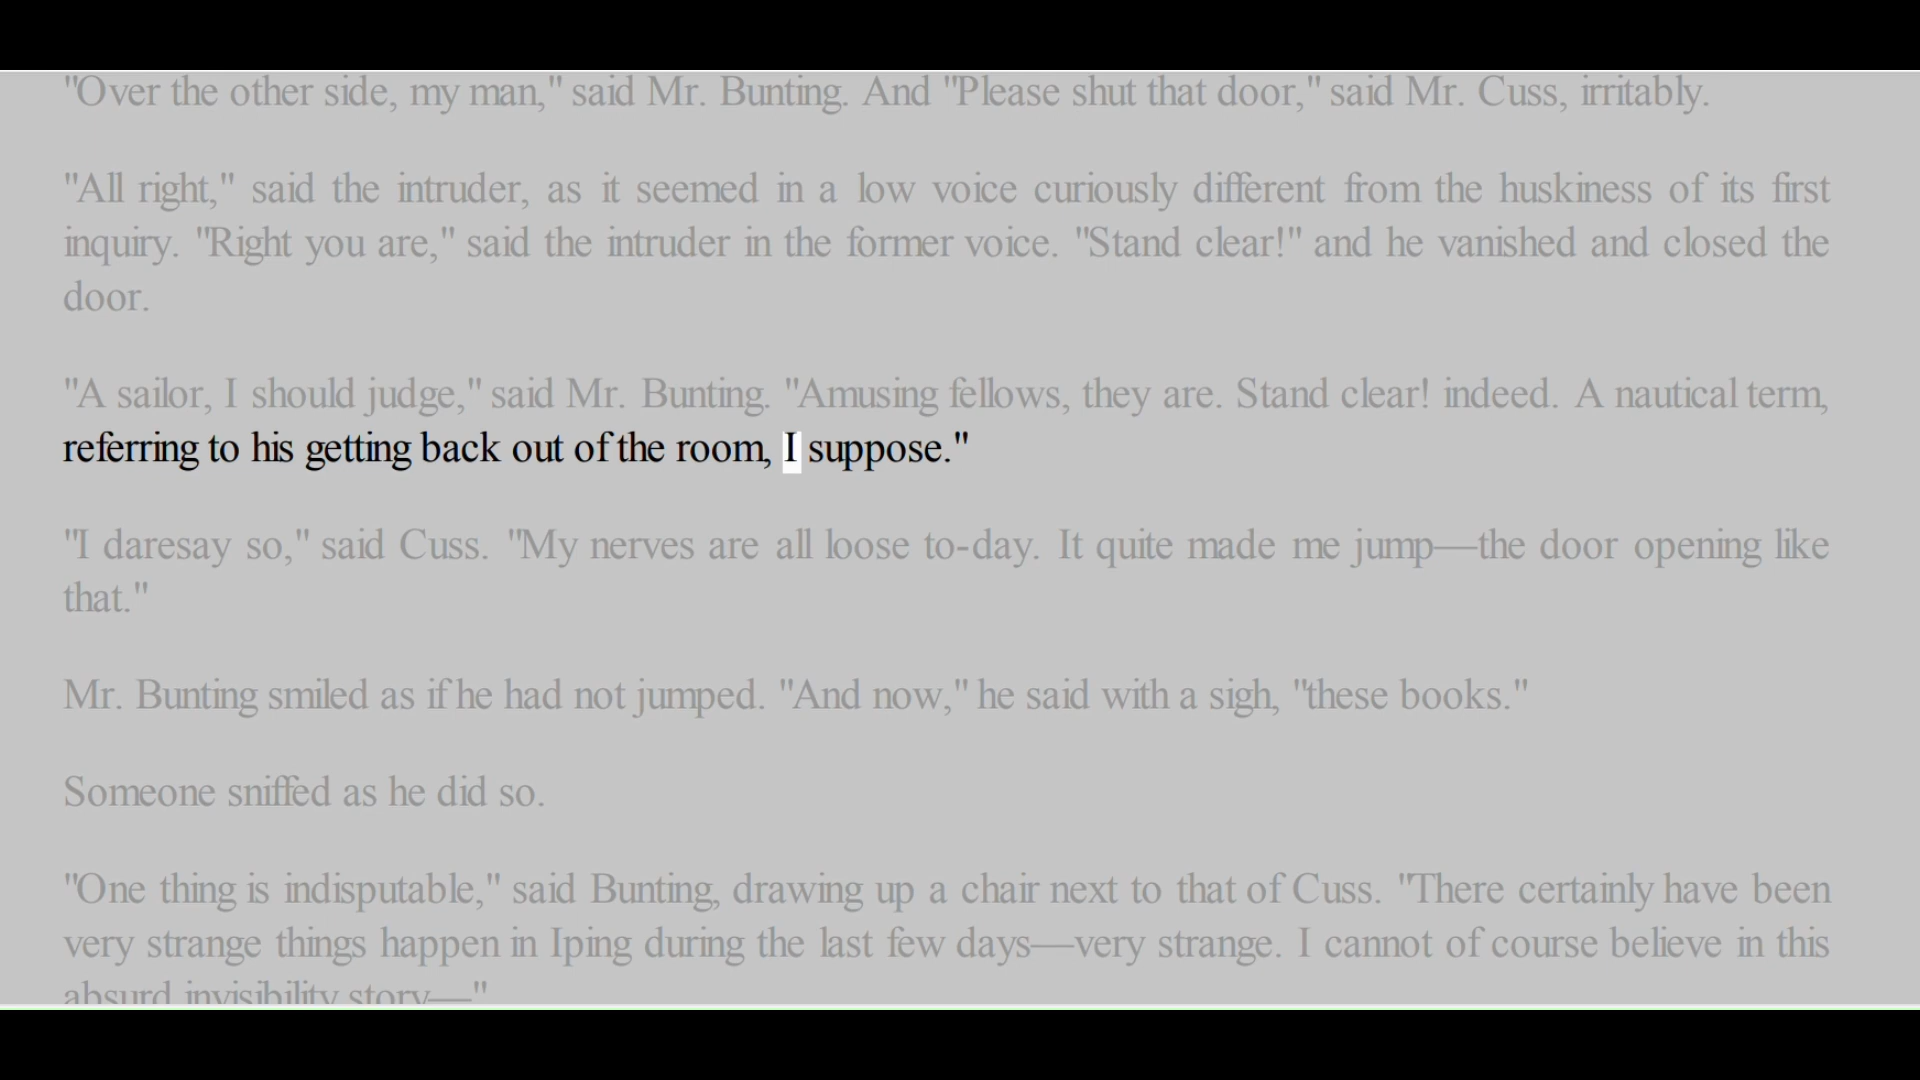 "Over the other side, my man," said Mr. Bunting. And "Please shut that door," said Mr. Cuss, irritably.
"All right," said the intruder, as it seemed in a low voice curiously different from the huskiness of its first
inquiry. "Right you are," said the intruder in the former voice. "Stand clear!" and he vanished and closed the
door.
"A sailor, I should judge," said Mr. Bunting. "Amusing fellows, they are. Stand clear! indeed. A nautical term,
referring to his getting back out of the room, I suppose."
"I daresay so," said Cuss. "My nerves are all loose to-day. It quite made me jump—the door opening like
that."
Mr. Bunting smiled as if he had not jumped. "And now," he said with a sigh, "these books."
Someone sniffed as he did so.
"One thing is indisputable," said Bunting, drawing up a chair next to that of Cuss. "There certainly have been
very strange things happen in Iping during the last few days—very strange. I cannot of course believe in this
absurd invisibility story—"